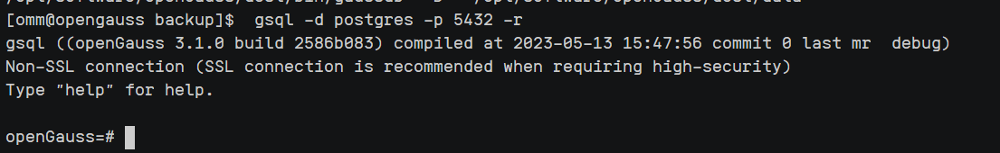 [omm@opengauss backup]$  gsql -d postgres -p 5432 -r
gsql ((openGauss 3.1.0 build 2586b083) compiled at 2023-05-13 15:47:56 commit 0 last mr  debug)
Non-SSL connection (SSL connection is recommended when requiring high-security)
Type "help" for help.
openGauss=#